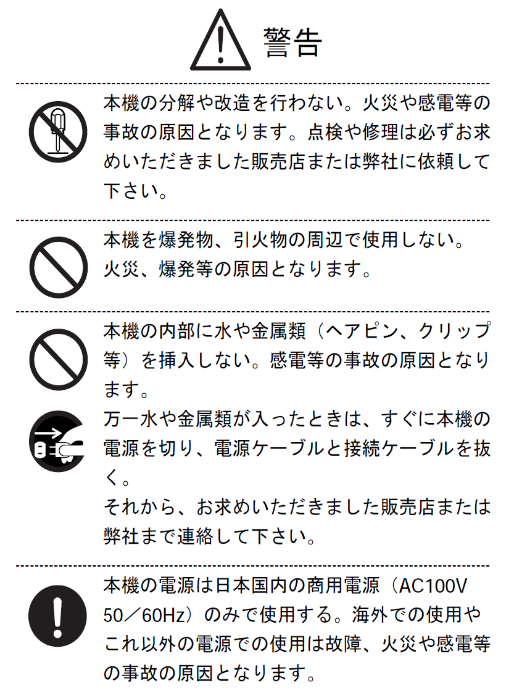 警告
本機の分解や改造を行わない。火災や感電等の
事故の原因となります。点検や修理は必ずお求
めいただきました販売店または弊社に依頼して
下さい。
本機を爆発物、引火物の周辺で使用しない。
火災、爆発等の原因となります。
本機の内部に水や金属類（ヘアピン、クリップ
等）を挿入しない。感電等の事故の原因となり
ます。
万一水や金属類が入ったときは、すぐに本機の
電源を切り、電源ケーブルと接続ケーブルを抜
く。
それから、お求めいただきました販売店または
弊社まで連絡して下さい。
本機の電源は日本国内の商用電源（AC100V
50／60Hz）のみで使用する。海外での使用や
これ以外の電源での使用は故障、火災や感電等
の事故の原因となります。